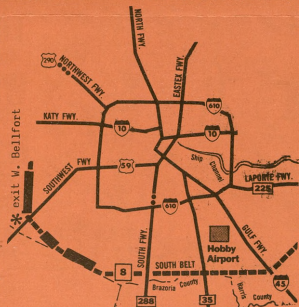 NORTH FWY.
290
NORTHWEST FWY.
EASTEX FWY.
610
KATY FWY.
10
10
Ship
Channel
exit W. Bellfort
SOUTHWEST FWY
59
LAPORTE FWY.
225
610
SOUTH FWY.
GULF FWY.
Hobby
Airport
8
SOUTH BELT
45
Brazoria County
Harris County
288
35